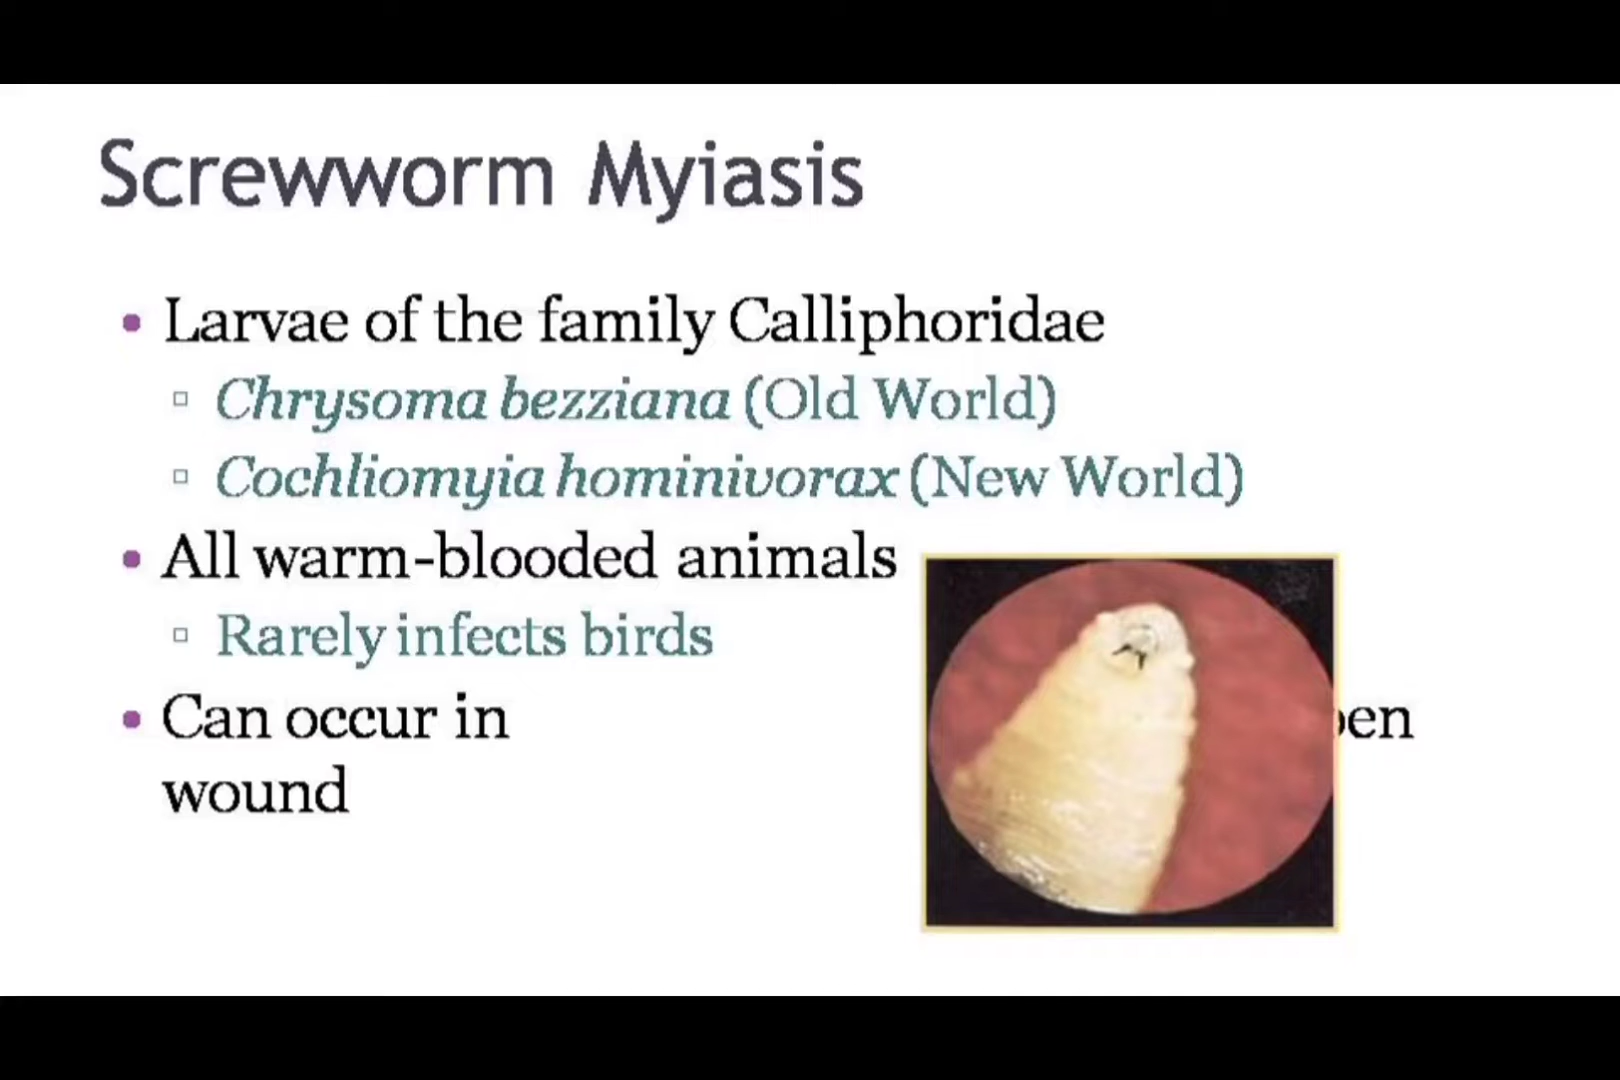 Screwworm Myiasis
• Larvae of the family Calliphoridae
▫ Chrysoma bezziana (Old World)
▫ Cochliomyia hominivorax (New World)
• All warm-blooded animals
▫ Rarely infects birds
• Can occur in
wound